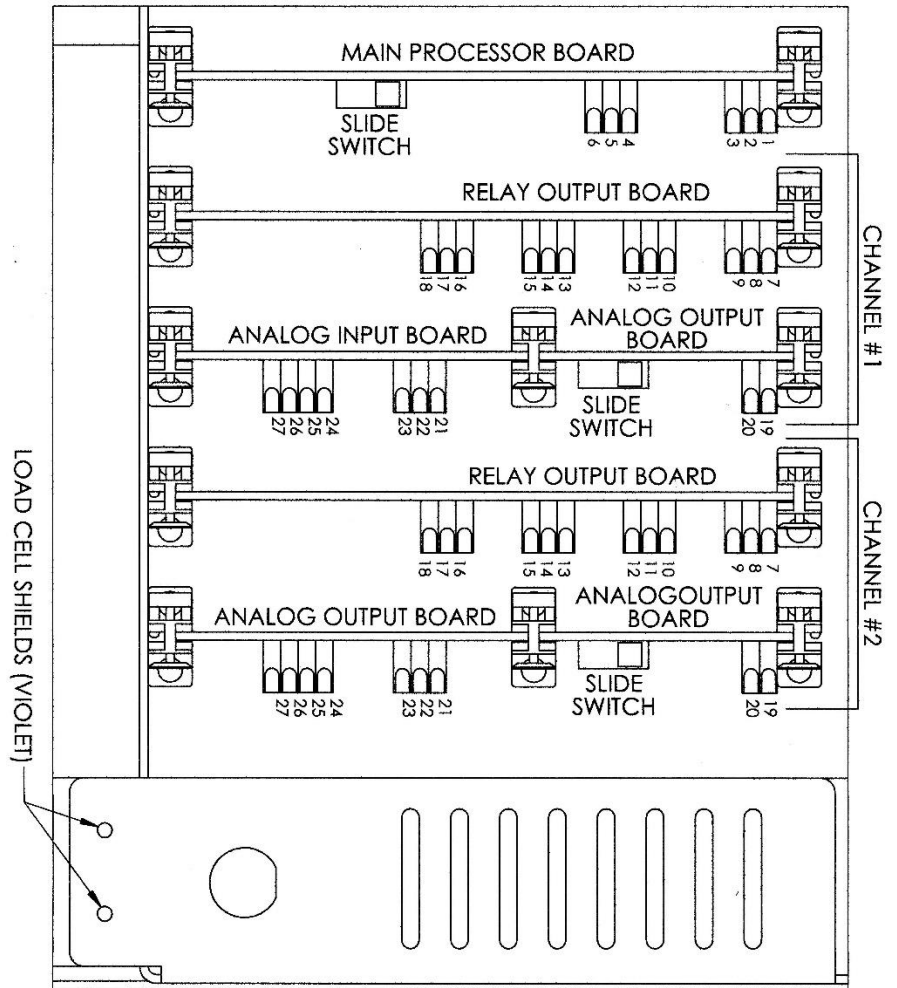 MAIN PROCESSOR BOARD
SLIDE
SWITCH
6 5 4
3 2 1
CHANNEL #1
RELAY OUTPUT BOARD
18 17 16
15 14 13
12 11 10
9 8 7
ANALOG INPUT BOARD
27 26 25 24
23 22 21
ANALOG OUTPUT
BOARD
SLIDE
SWITCH
20 19
CHANNEL #2
RELAY OUTPUT BOARD
18 17 16
15 14 13
12 11 10
9 8 7
ANALOG OUTPUT BOARD
27 26 25 24
23 22 21
ANALOGOUTPUT
BOARD
SLIDE
SWITCH
20 19
LOAD CELL SHIELDS (VIOLET)